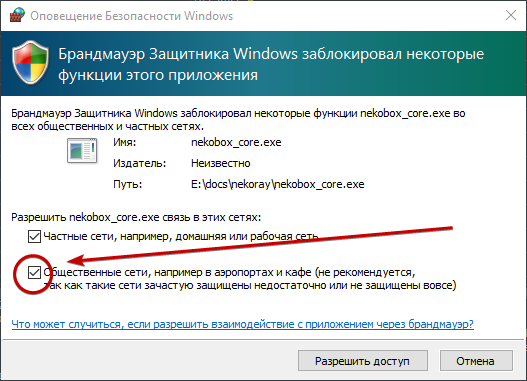 Оповещение Безопасности Windows
Брандмауэр Защитника Windows заблокировал некоторые
функции этого приложения
Брандмауэр Защитника Windows заблокировал некоторые функции nekobox_core.exe во
всех общественных и частных сетях.
Имя: nekobox_core.exe
Издатель: Неизвестно
Путь: E:\docs\nekoray\nekobox_core.exe
Разрешить nekobox_core.exe связь в этих сетях:
Частные сети, например, домашняя или рабочая сеть
Общественные сети, например в аэропортах и кафе (не рекомендуется,
так как такие сети зачастую защищены недостаточно или не защищены вовсе)
Что может случиться, если разрешить взаимодействие с приложением через брандмауэр?
Разрешить доступ Отмена